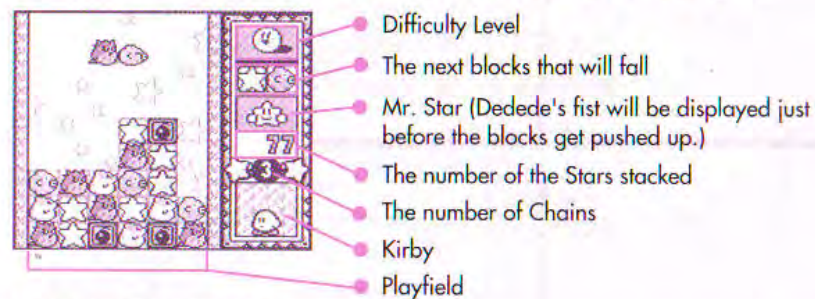 Difficulty Level
The next blocks that will fall
Mr. Star (Dedede's fist will be displayed just
before the blocks get pushed up.)
77
The number of the Stars stacked
The number of Chains
Kirby
Playfield